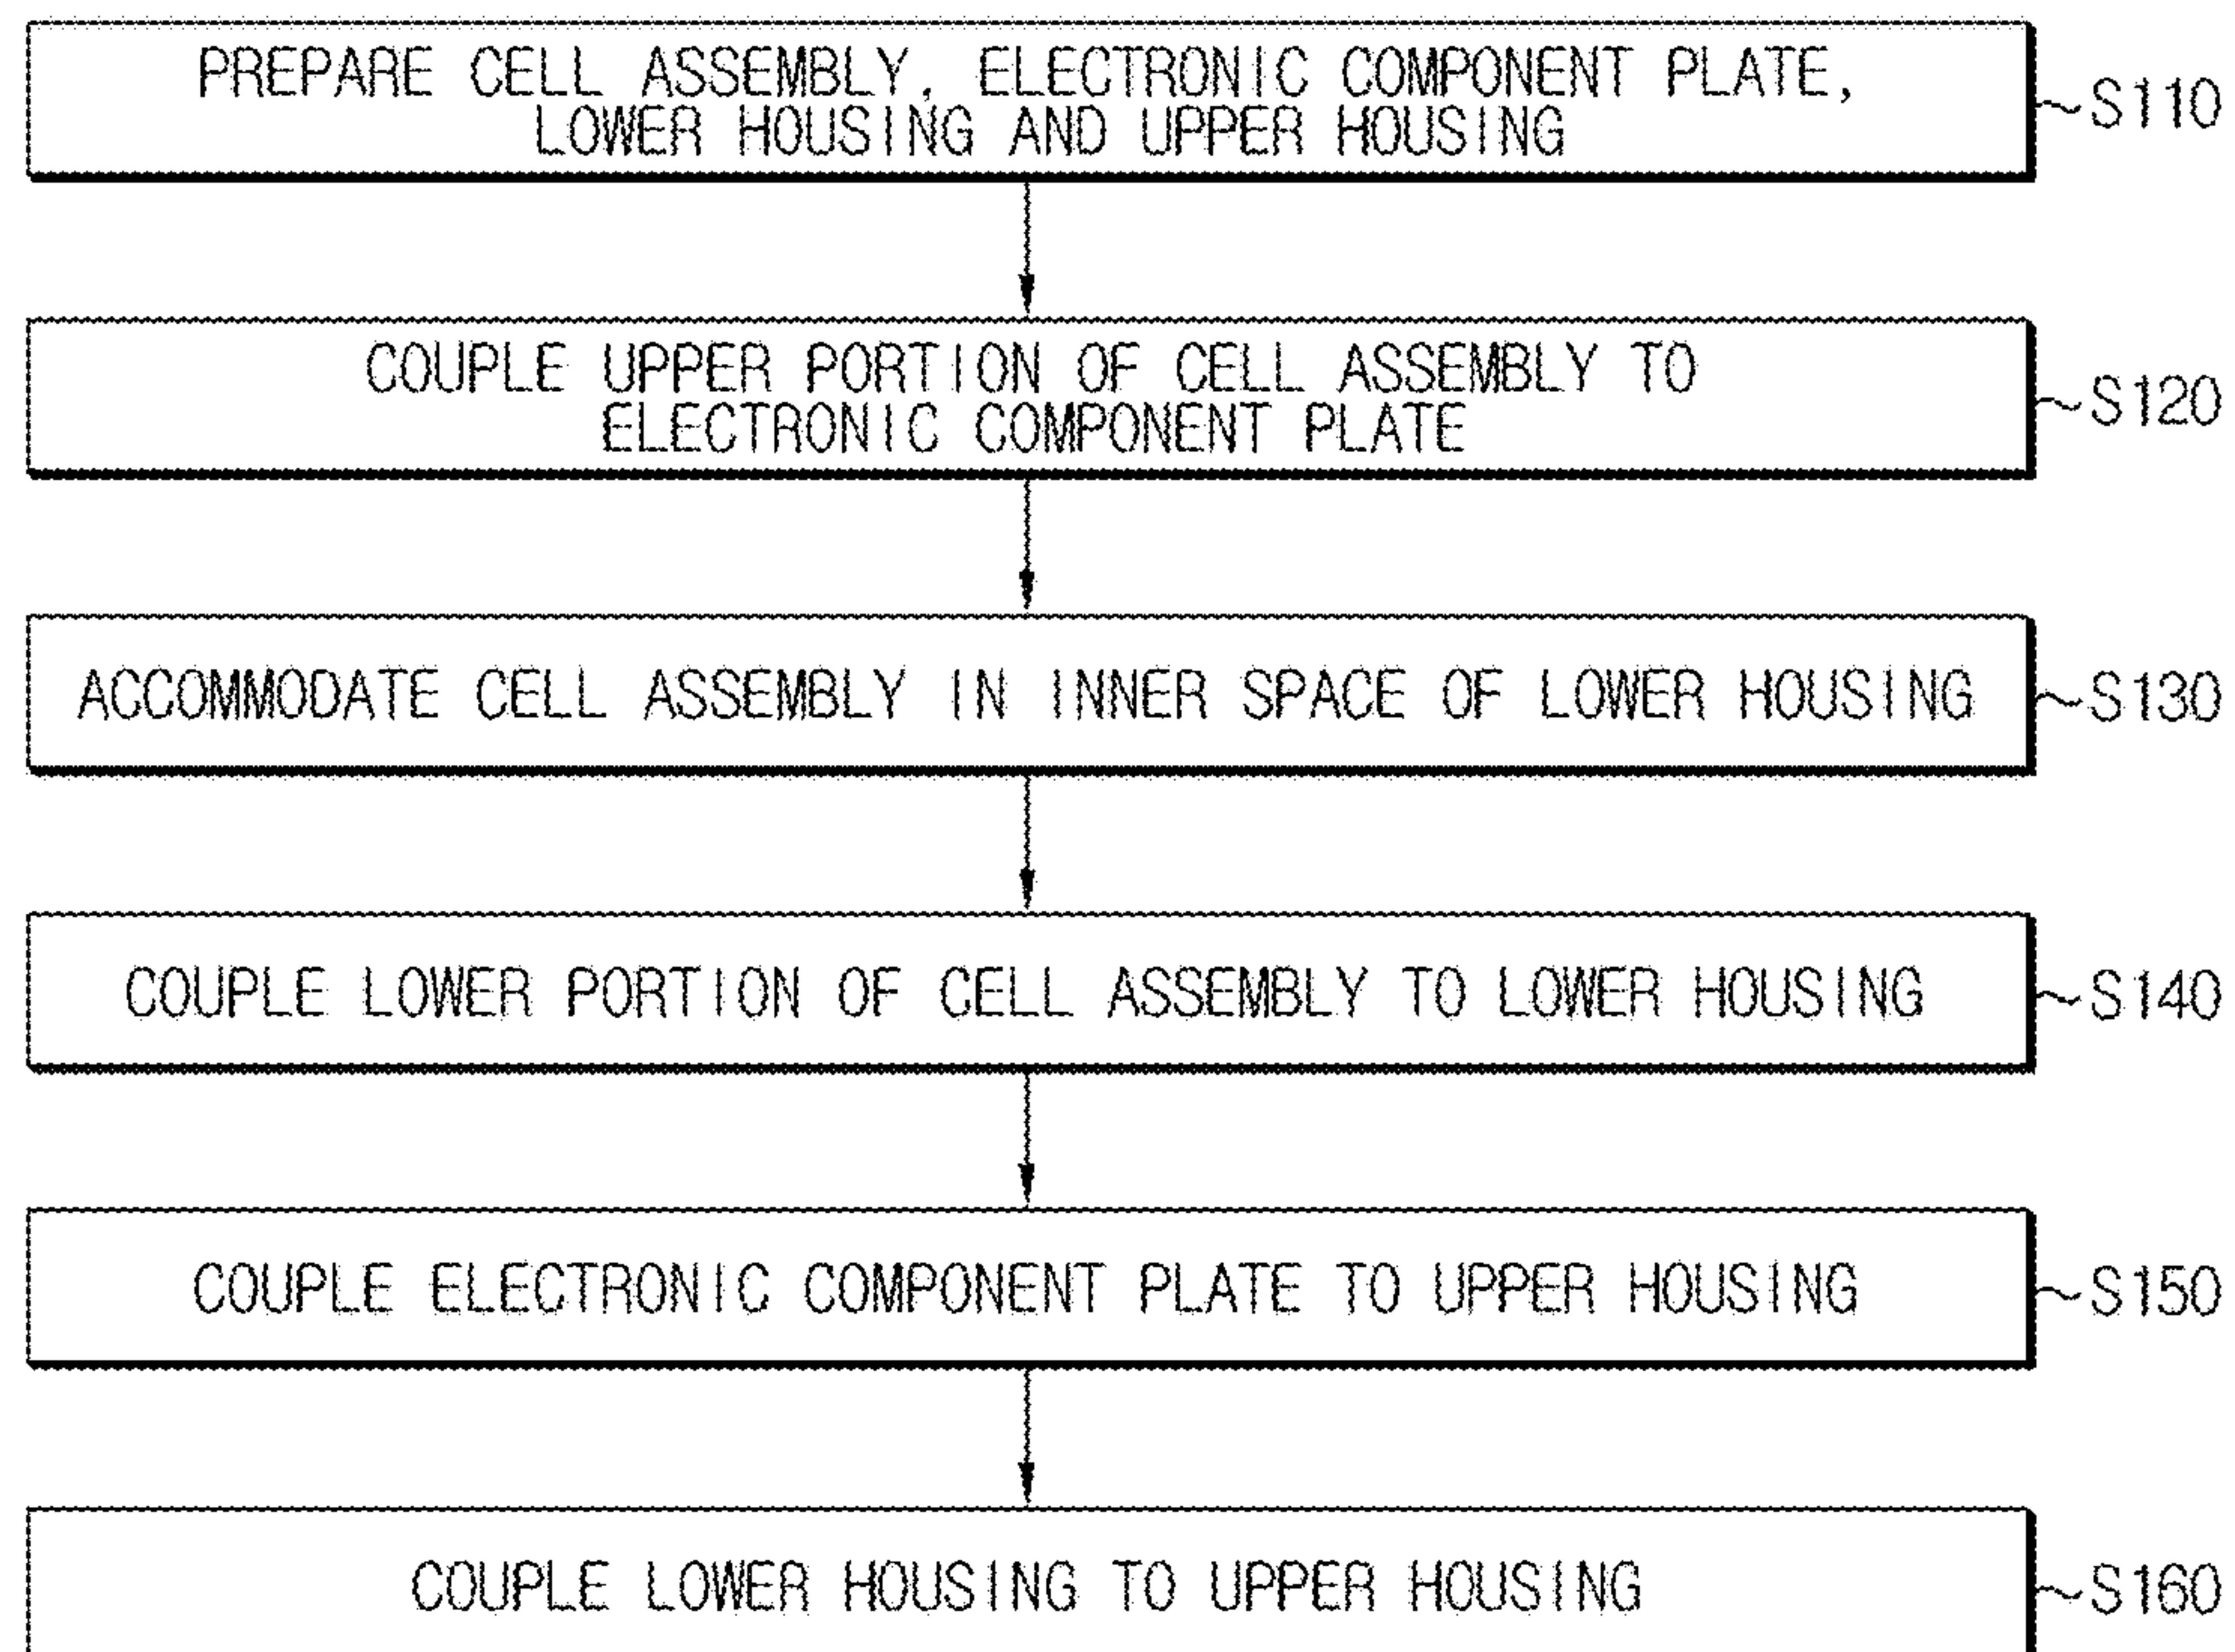 PREPARE CELL ASSEMBLY, ELECTRONIC COMPONENT PLATE,
LOWER HOUSING AND UPPER HOUSING
S110
COUPLE UPPER PORTION OF CELL ASSEMBLY TO
ELECTRONIC COMPONENT PLATE
S120
ACCOMMODATE CELL ASSEMBLY IN INNER SPACE OF LOWER HOUSING
S130
COUPLE LOWER PORTION OF CELL ASSEMBLY TO LOWER HOUSING
S140
COUPLE ELECTRONIC COMPONENT PLATE TO UPPER HOUSING
S150
COUPLE LOWER HOUSING TO UPPER HOUSING
S160